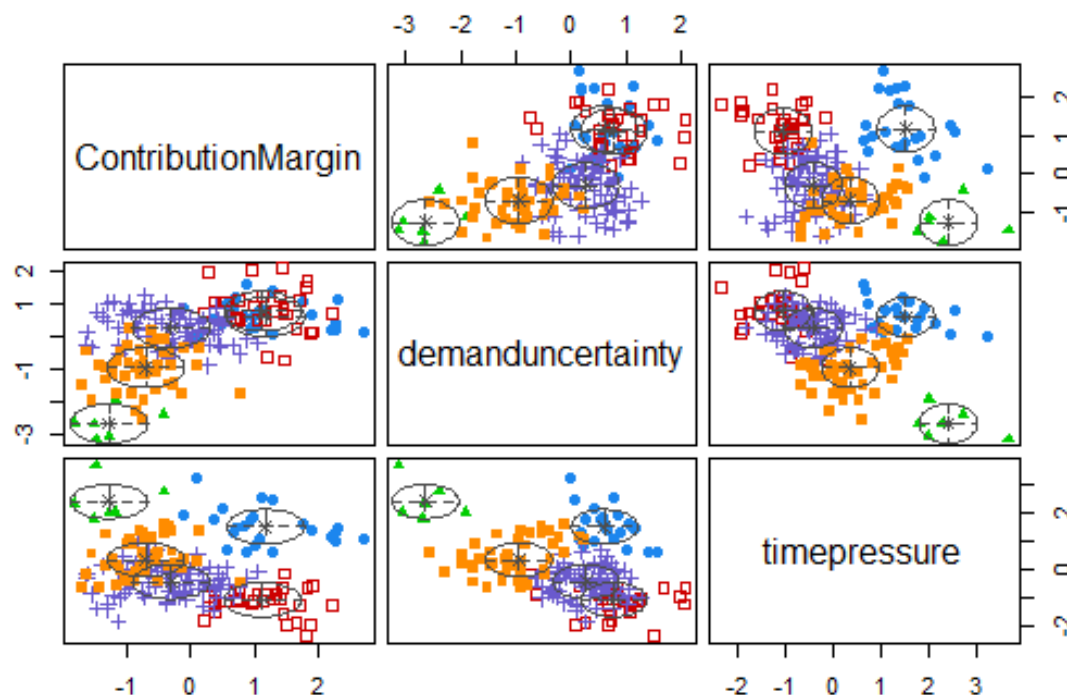 -3 -2 -1 0 1 2
ContributionMargin
-1 0 2
-3 -1 1 2
demanduncertainty
timepressure
-2 0 2
-1 0 1 2
-2 -1 0 1 2 3